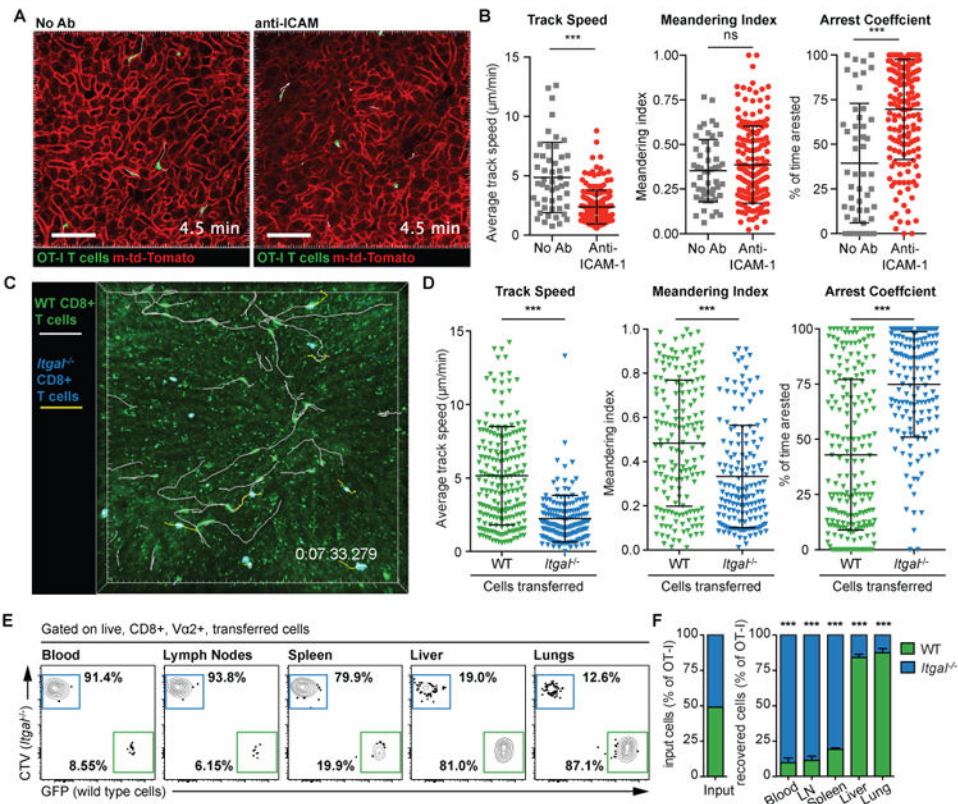 A
No Ab
anti-ICAM
4.5 min
4.5 min
OT-I T cells m-td-Tomato
OT-I T cells m-td-Tomato
B
Track Speed
Meandering Index
Arrest Coeffcient
***
ns
***
Average track speed (µm/min)
15
10
5
0
No Ab
Anti-
ICAM-1
Meandering index
1.00
0.75
0.50
0.25
0.00
No Ab
Anti-
ICAM-1
% of time arested
100
75
50
25
0
No Ab
Anti-
ICAM-1
C
WT CD8+
T cells
Itgal-/-
CD8+
T cells
0:07:33.279
D
Track Speed
Meandering Index
Arrest Coeffcient
***
***
***
Average track speed (µm/min)
15
10
5
0
WT
Itgal-/-
Cells transferred
Meandering index
1.0
0.8
0.6
0.4
0.2
0.0
WT
Itgal-/-
Cells transferred
% of time arrested
100
75
50
25
0
WT
Itgal-/-
Cells transferred
E
Gated on live, CD8+, Vα2+, transferred cells
Blood
Lymph Nodes
Spleen
Liver
Lungs
91.4%
93.8%
79.9%
19.0%
12.6%
8.55%
6.15%
19.9%
81.0%
87.1%
CTV (Itgal-/-)
GFP (wild type cells)
F
input cells (% of OT-I)
100
75
50
25
0
Input
recovered cells (% of OT-I)
100
75
50
25
0
*** *** *** *** ***
Blood
LN
Spleen
Liver
Lung
WT
Itgal-/-